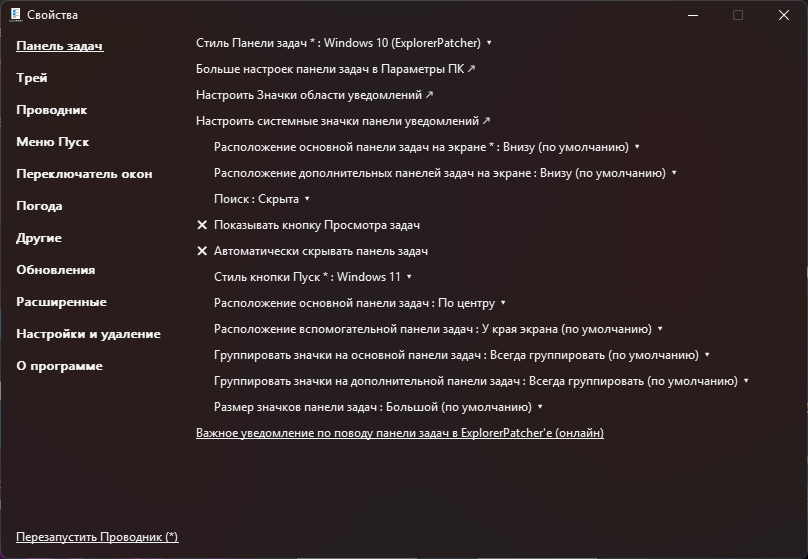 Свойства
Панель задач
Трей
Проводник
Меню Пуск
Переключатель окон
Погода
Другие
Обновления
Расширенные
Настройки и удаление
О программе
Стиль Панели задач * : Windows 10 (ExplorerPatcher)
Больше настроек панели задач в Параметры ПК ↗
Настроить Значки области уведомлений ↗
Настроить системные значки панели уведомлений ↗
Расположение основной панели задач на экране * : Внизу (по умолчанию)
Расположение дополнительных панелей задач на экране : Внизу (по умолчанию)
Поиск : Скрыта
Показывать кнопку Просмотра задач
Автоматически скрывать панель задач
Стиль кнопки Пуск * : Windows 11
Расположение основной панели задач : По центру
Расположение вспомогательной панели задач : У края экрана (по умолчанию)
Группировать значки на основной панели задач : Всегда группировать (по умолчанию)
Группировать значки на дополнительной панели задач : Всегда группировать (по умолчанию)
Размер значков панели задач : Большой (по умолчанию)
Важное уведомление по поводу панели задач в ExplorerPatcher'е (онлайн)
Перезапустить Проводник (*)